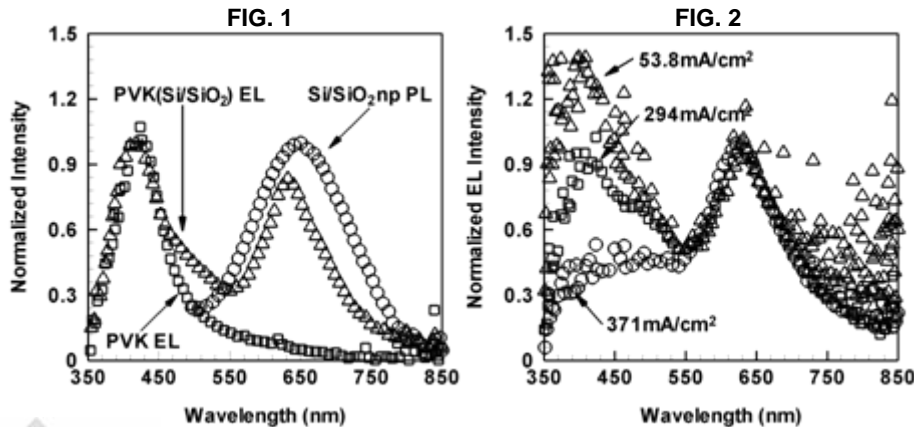 FIG. 1
1.5
1.2
0.9
0.6
0.3
0
Normalized Intensity
PVK(Si/SiO₂) EL
Si/SiO₂np PL
PVK EL
350 450 550 650 750 850
Wavelength (nm)
FIG. 2
1.5
1.2
0.9
0.6
0.3
0
Normalized EL Intensity
53.8mA/cm²
294mA/cm²
371mA/cm²
350 450 550 650 750 850
Wavelength (nm)